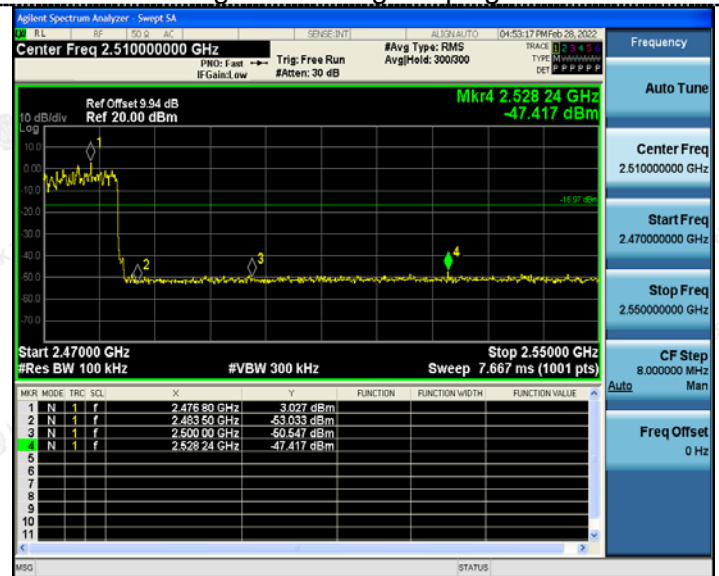 Agilent Spectrum Analyzer - Swept SA
RL RF 50 Ω AC SENSE:INT ALIGN AUTO 04:53:17 PM Feb 28, 2022
Center Freq 2.510000000 GHz
PNO: Fast
IFGain:Low
Trig: Free Run
#Atten: 30 dB
#Avg Type: RMS
Avg|Hold: 300/300
TRACE 1 2 3 4 5 6
TYPE M
DET P P P P P P
Frequency
Auto Tune
Center Freq
2.510000000 GHz
Start Freq
2.470000000 GHz
Stop Freq
2.550000000 GHz
CF Step
8.000000 MHz
Auto Man
Freq Offset
0 Hz
Mkr4 2.528 24 GHz
-47.417 dBm
Ref Offset 9.94 dB
10 dB/div Ref 20.00 dBm
Log
10.0
0.00
-10.0
-20.0
-30.0
-40.0
-50.0
-60.0
-70.0
1
2
3
4
-16.97 dBm
Start 2.47000 GHz Stop 2.55000 GHz
#Res BW 100 kHz #VBW 300 kHz Sweep 7.667 ms (1001 pts)
MKR MODE TRC SCL X Y FUNCTION FUNCTION WIDTH FUNCTION VALUE
1 N 1 f 2.476 80 GHz 3.027 dBm
2 N 1 f 2.483 50 GHz -53.033 dBm
3 N 1 f 2.500 00 GHz -50.547 dBm
4 N 1 f 2.528 24 GHz -47.417 dBm
5
6
7
8
9
10
11
MSG STATUS